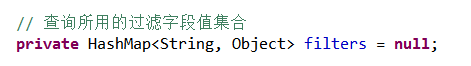 // 查询所用的过滤字段值集合
private HashMap<String, Object> filters = null;